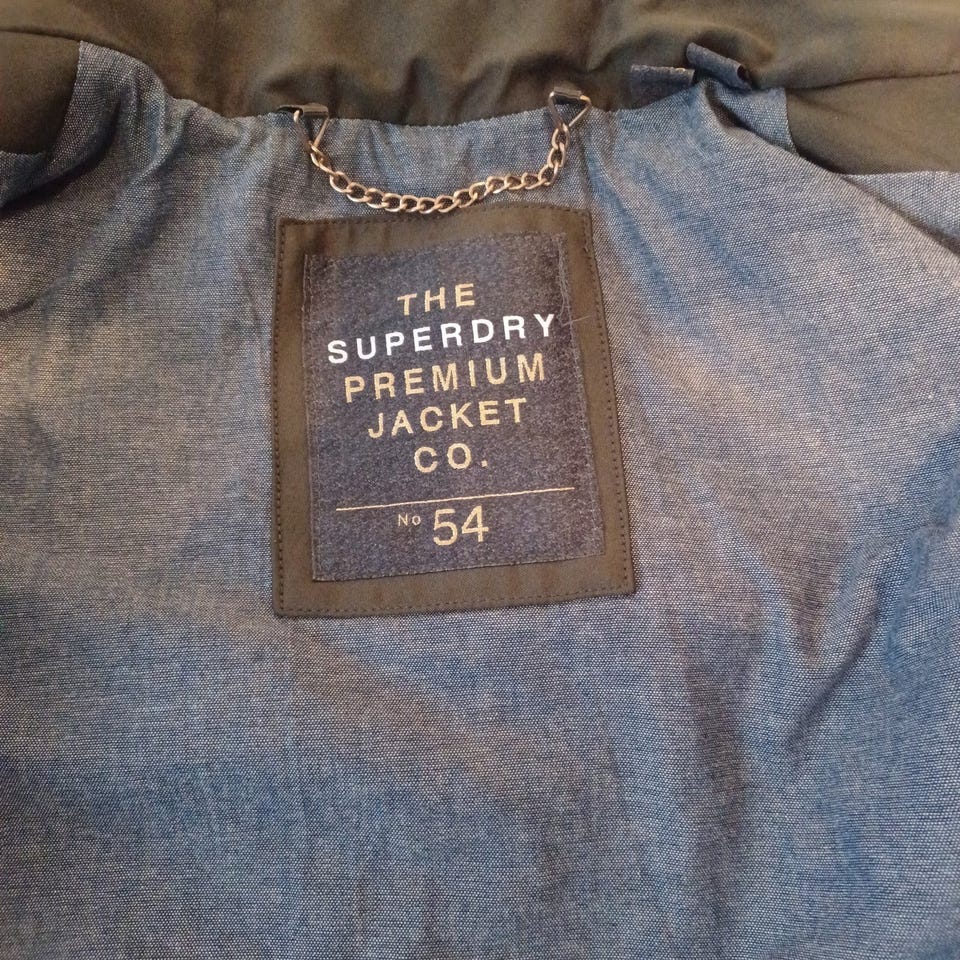 THE
SUPERDRY
PREMIUM
JACKET
CO.
No 54